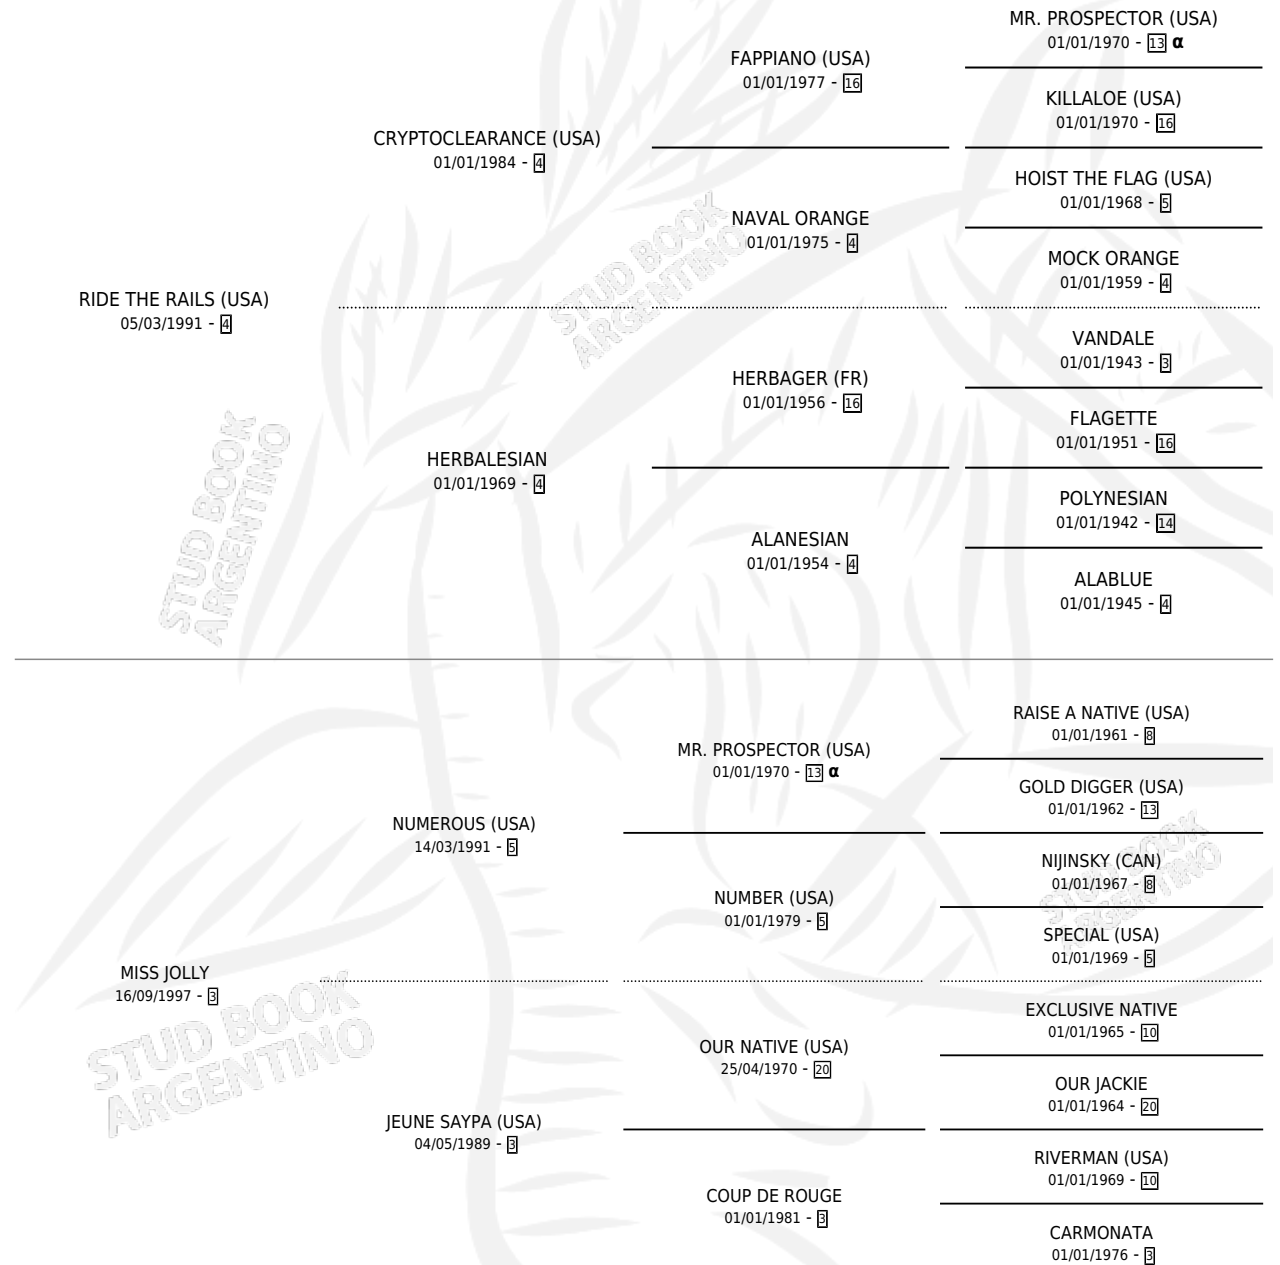 MR. PROSPECTOR (USA)
01/01/1970 - 13 α
FAPPIANO (USA)
01/01/1977 - 16
KILLALOE (USA)
01/01/1970 - 16
CRYPTOCLEARANCE (USA)
01/01/1984 - 4
HOIST THE FLAG (USA)
01/01/1968 - 5
NAVAL ORANGE
01/01/1975 - 4
MOCK ORANGE
01/01/1959 - 4
RIDE THE RAILS (USA)
05/03/1991 - 4
VANDALE
01/01/1943 - 3
HERBAGER (FR)
01/01/1956 - 16
FLAGETTE
01/01/1951 - 16
HERBALESIAN
01/01/1969 - 4
POLYNESIAN
01/01/1942 - 14
ALANESIAN
01/01/1954 - 4
ALABLUE
01/01/1945 - 4
RAISE A NATIVE (USA)
01/01/1961 - 8
MR. PROSPECTOR (USA)
01/01/1970 - 13 α
GOLD DIGGER (USA)
01/01/1962 - 13
NUMEROUS (USA)
14/03/1991 - 5
NIJINSKY (CAN)
01/01/1967 - 8
NUMBER (USA)
01/01/1979 - 5
SPECIAL (USA)
01/01/1969 - 5
MISS JOLLY
16/09/1997 - 3
EXCLUSIVE NATIVE
01/01/1965 - 10
OUR NATIVE (USA)
25/04/1970 - 20
OUR JACKIE
01/01/1964 - 20
JEUNE SAYPA (USA)
04/05/1989 - 3
RIVERMAN (USA)
01/01/1969 - 10
COUP DE ROUGE
01/01/1981 - 3
CARMONATA
01/01/1976 - 3
STUD BOOK
ARGENTINO
STUD BOOK
ARGENTINO
STUD BOOK
ARGENTINO
STUD BOOK
ARGENTINO